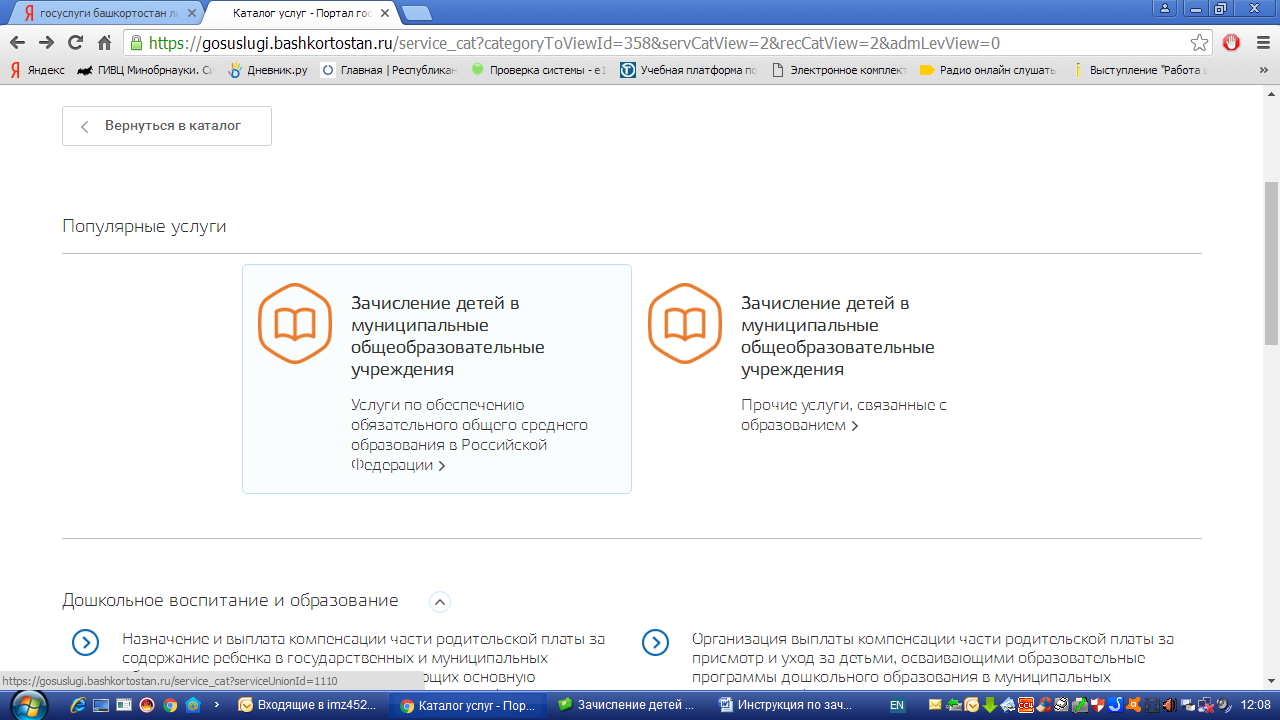 госуслуги башкортостан ли
Каталог услуг - Портал гос
https://gosuslugi.bashkortostan.ru/service_cat?categoryToViewId=358&servCatView=2&recCatView=2&admLevView=0
Яндекс
ГИВЦ Минобрнауки. Си
Дневник.ру
Главная | Республикан
Проверка системы - e1
Учебная платформа по
Электронное комплект
Радио онлайн слушать
Выступление "Работа ш
Вернуться в каталог
Популярные услуги
Зачисление детей в
муниципальные
общеобразовательные
учреждения
Услуги по обеспечению
обязательного общего среднего
образования в Российской
Федерации
Зачисление детей в
муниципальные
общеобразовательные
учреждения
Прочие услуги, связанные с
образованием
Дошкольное воспитание и образование
Назначение и выплата компенсации части родительской платы за
содержание ребенка в государственных и муниципальных
ющих основную
Организация выплаты компенсации части родительской платы за
присмотр и уход за детьми, осваивающими образовательные
программы дошкольного образования в муниципальных
https://gosuslugi.bashkortostan.ru/service_cat?serviceUnionId=1110
Входящие в imz452...
Каталог услуг - Пор...
Зачисление детей ...
Инструкция по зач...
EN
12:08